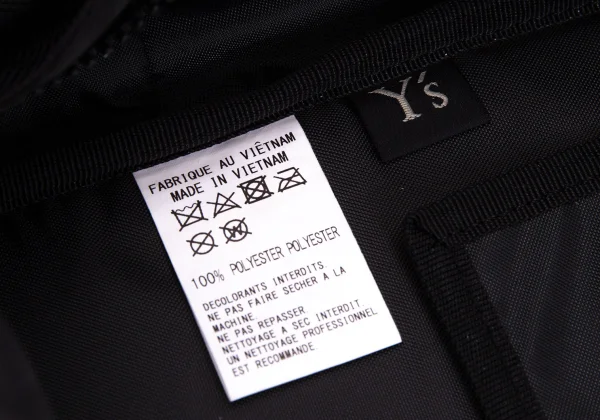 Y's
FABRIQUE AU VIÊTNAM
MADE IN VIETNAM
W
100% POLYESTER POLYESTER
DECOLORANTS INTERDITS
NE PAS FAIRE SECHER A LA
MACHINE.
NE PAS REPASSER
NETTOYAGE A SEC INTERDIT.
UN NETTOYAGE PROFESSIONNEL
EST RECOMMANDE.